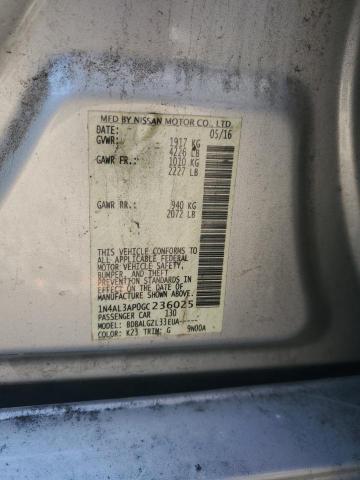 MFD BY NISSAN MOTOR CO., LTD.
DATE: 05/16
GVWR: 1917 KG
4226 LB
GAWR FR: 1010 KG
2227 LB
GAWR RR: 940 KG
2072 LB
THIS VEHICLE CONFORMS TO
ALL APPLICABLE FEDERAL
MOTOR VEHICLE SAFETY,
BUMPER, AND THEFT
PREVENTION STANDARDS IN
EFFECT ON THE DATE OF
MANUFACTURE SHOWN ABOVE.
1N4AL3AP0GC236025
PASSENGER CAR 130
MODEL: BDBALGZL33EUA-----
COLOR: K23 TRIM: G 9N00A